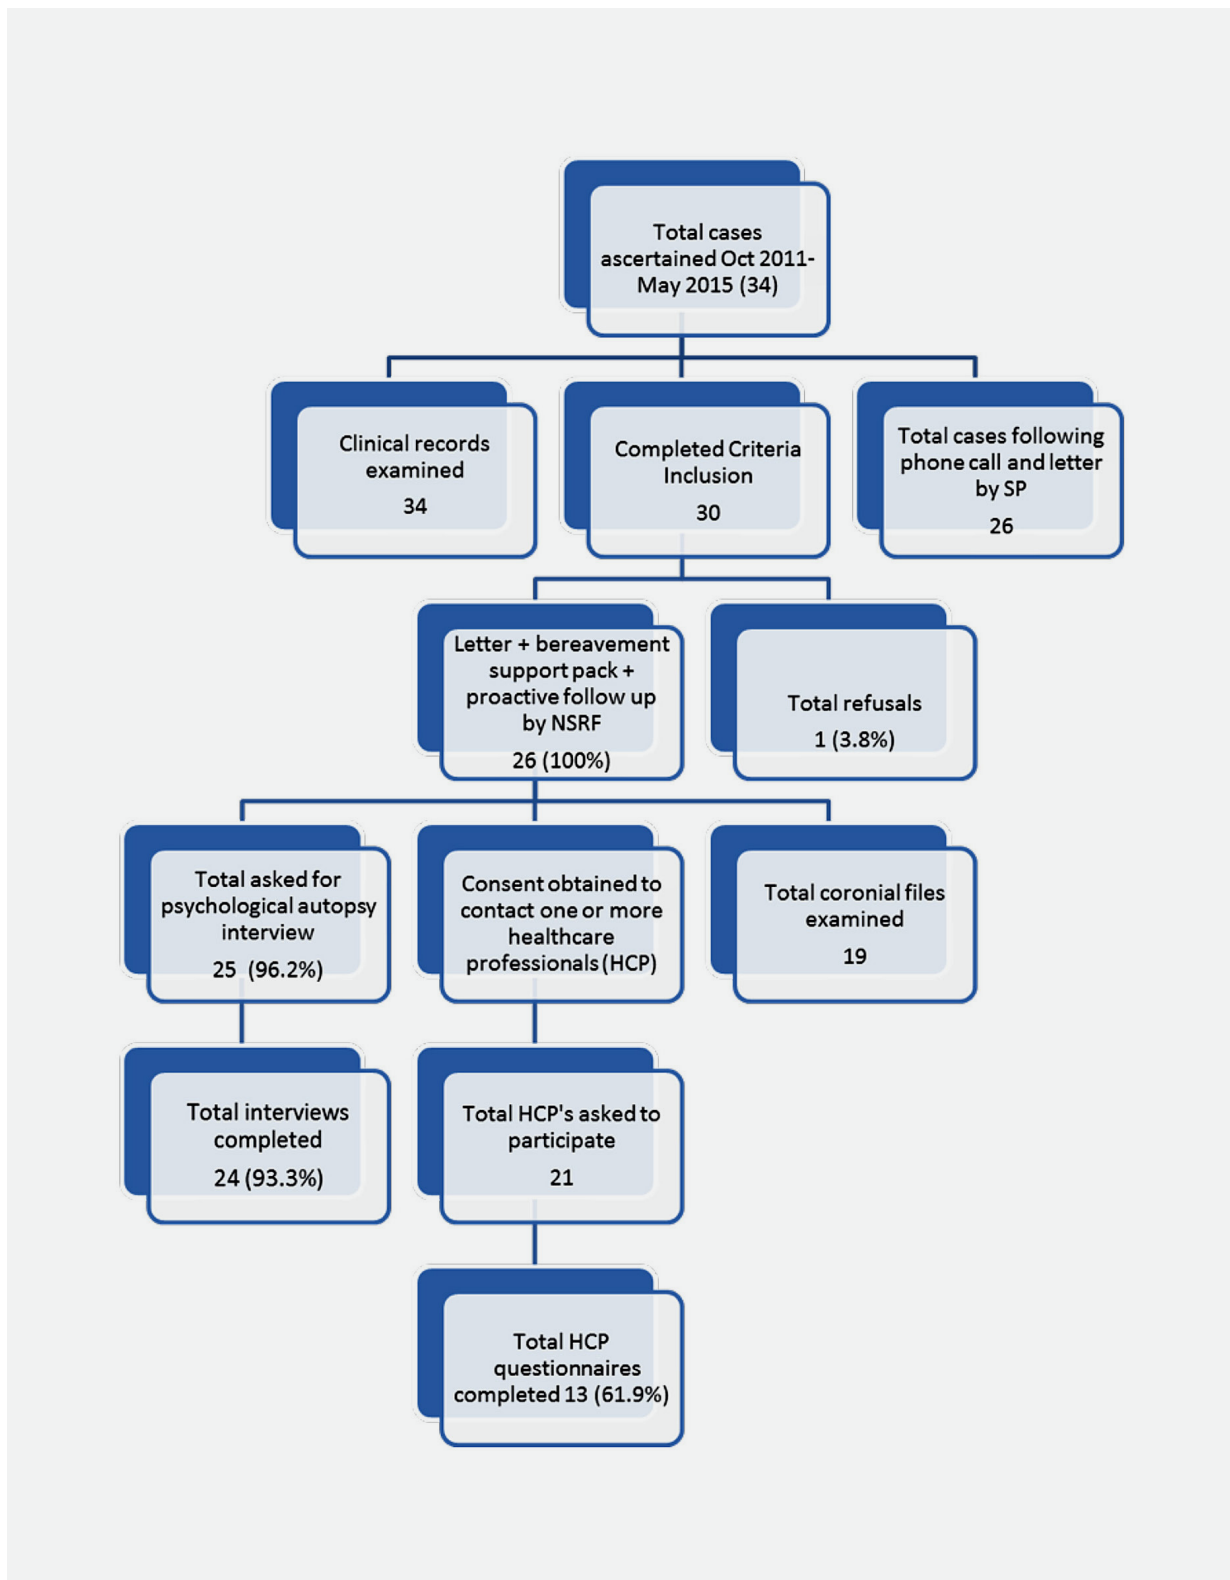 Total cases
ascertained Oct 2011-
May 2015 (34)
Clinical records
examined
34
Completed Criteria
Inclusion
30
Total cases following
phone call and letter
by SP
26
Letter + bereavement
support pack +
proactive follow up
by NSRF
26 (100%)
Total refusals
1 (3.8%)
Total asked for
psychological autopsy
interview
25 (96.2%)
Consent obtained to
contact one or more
healthcare
professionals (HCP)
Total coronial files
examined
19
Total interviews
completed
24 (93.3%)
Total HCP's asked to
participate
21
Total HCP
questionnaires
completed 13 (61.9%)